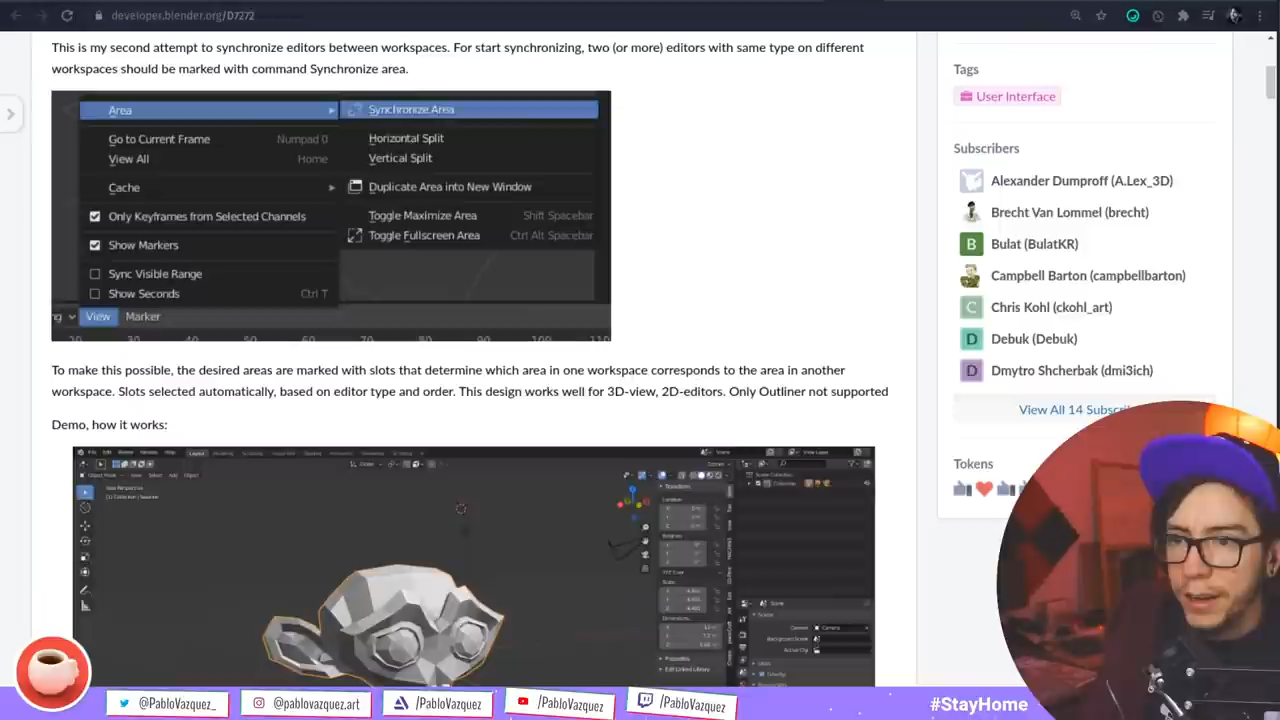 developer.blender.org/D7272
This is my second attempt to synchronize editors between workspaces. For start synchronizing, two (or more) editors with same type on different
workspaces should be marked with command Synchronize area.
Area
Synchronize Area
Go to Current Frame Numpad 0
Horizontal Split
View All Home
Vertical Split
Cache
Duplicate Area into New Window
Only Keyframes from Selected Channels
Toggle Maximize Area Shift Spacebar
Show Markers
Toggle Fullscreen Area Ctrl Alt Spacebar
Sync Visible Range
Show Seconds Ctrl T
View Marker
To make this possible, the desired areas are marked with slots that determine which area in one workspace corresponds to the area in another
workspace. Slots selected automatically, based on editor type and order. This design works well for 3D-view, 2D-editors. Only Outliner not supported
Demo, how it works:
Tags
User Interface
Subscribers
Alexander Dumproff (A.Lex_3D)
Brecht Van Lommel (brecht)
B
Bulat (BulatKR)
Campbell Barton (campbellbarton)
C
Chris Kohl (ckohl_art)
D
Debuk (Debuk)
D
Dmytro Shcherbak (dmi3ich)
View All 14 Subscri
Tokens
@PabloVazquez_
@pablovazquez.art
/PabloVazquez
/PabloVazquez
/PabloVazquez
#StayHome